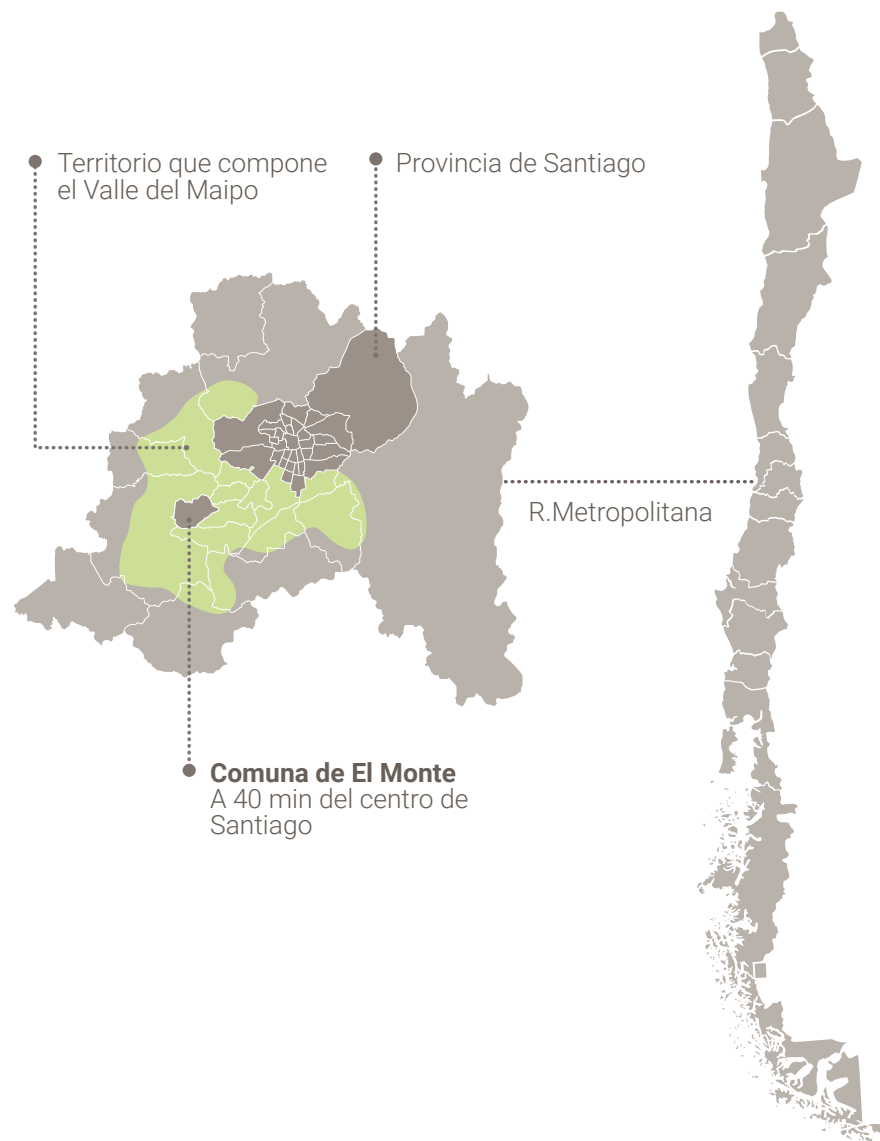 Territorio que compone
el Valle del Maipo
Provincia de Santiago
R.Metropolitana
Comuna de El Monte
A 40 min del centro de
Santiago